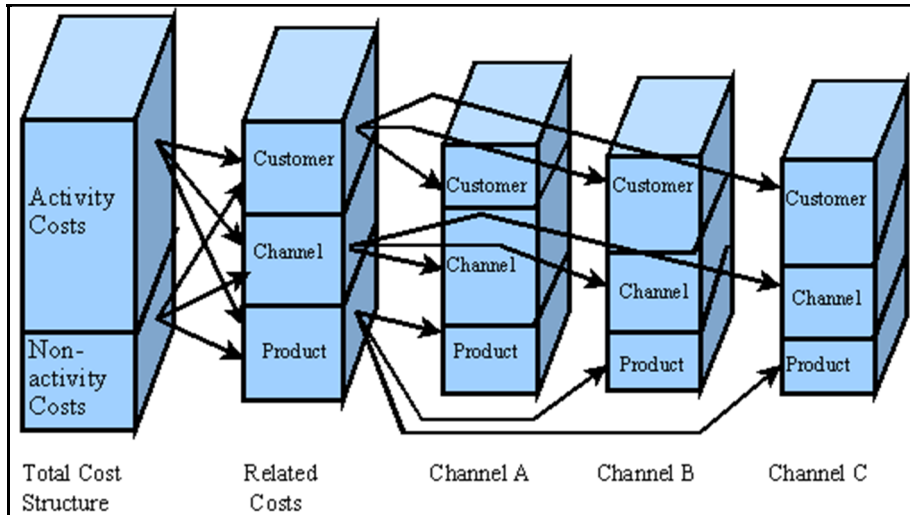 Activity
Costs
Non-
activity
Costs
Total Cost
Structure
Customer
Channel
Product
Related
Costs
Customer
Channel
Product
Channel A
Customer
Channel
Product
Channel B
Customer
Channel
Product
Channel C